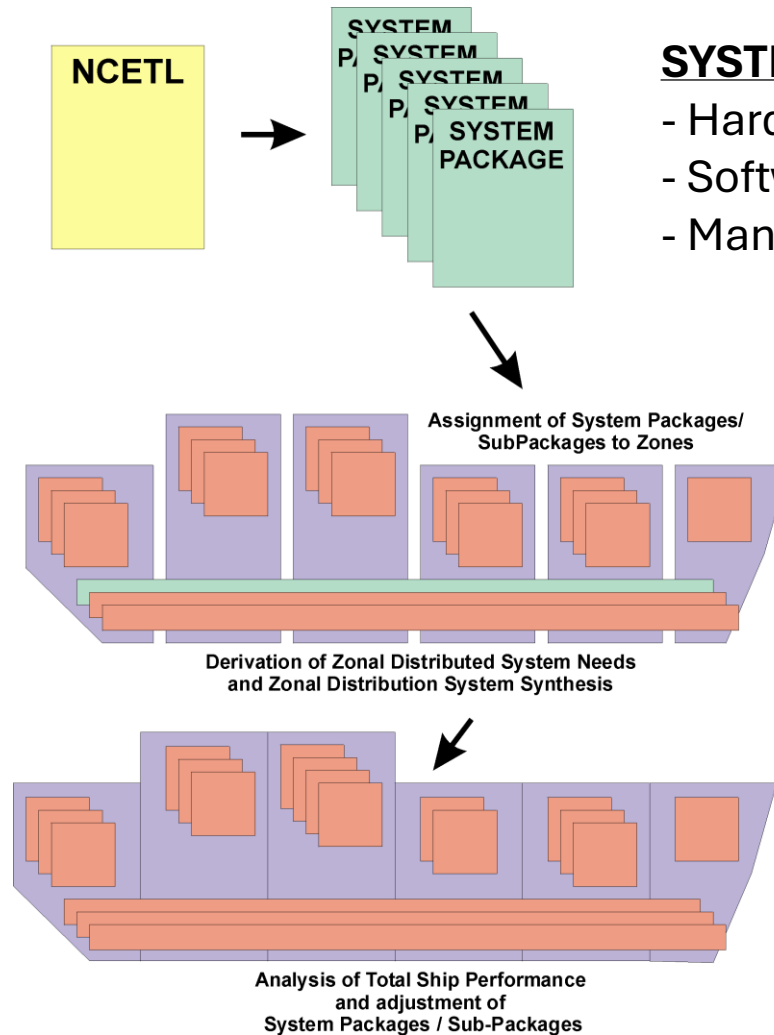 NCETL
SYSTEM
SYSTEM
SYSTEM
SYSTEM
SYSTEM
PACKAGE
- Man
Assignment of System Packages/
SubPackages to Zones
Derivation of Zonal Distributed System Needs
and Zonal Distribution System Synthesis
Analysis of Total Ship Performance
and adjustment of
System Packages / Sub-Packages